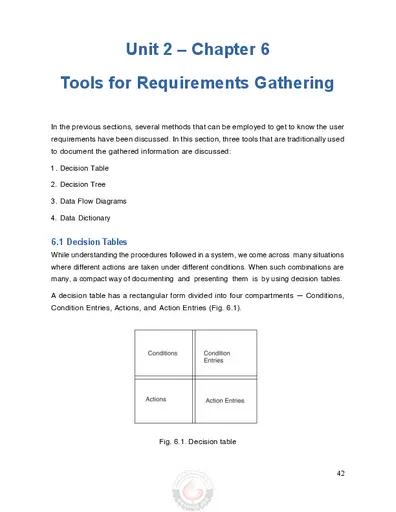 Unit 2 – Chapter 6
Tools for Requirements Gathering
In the previous sections, several methods that can be employed to get to know the user
requirements have been discussed. In this section, three tools that are traditionally used
to document the gathered information are discussed:
1. Decision Table
2. Decision Tree
3. Data Flow Diagrams
4. Data Dictionary
6.1 Decision Tables
While understanding the procedures followed in a system, we come across many situations
where different actions are taken under different conditions. When such combinations are
many, a compact way of documenting and presenting them is by using decision tables.
A decision table has a rectangular form divided into four compartments — Conditions,
Condition Entries, Actions, and Action Entries (Fig. 6.1).
Conditions
Condition
Entries
Actions
Action Entries
Fig. 6.1. Decision table
42